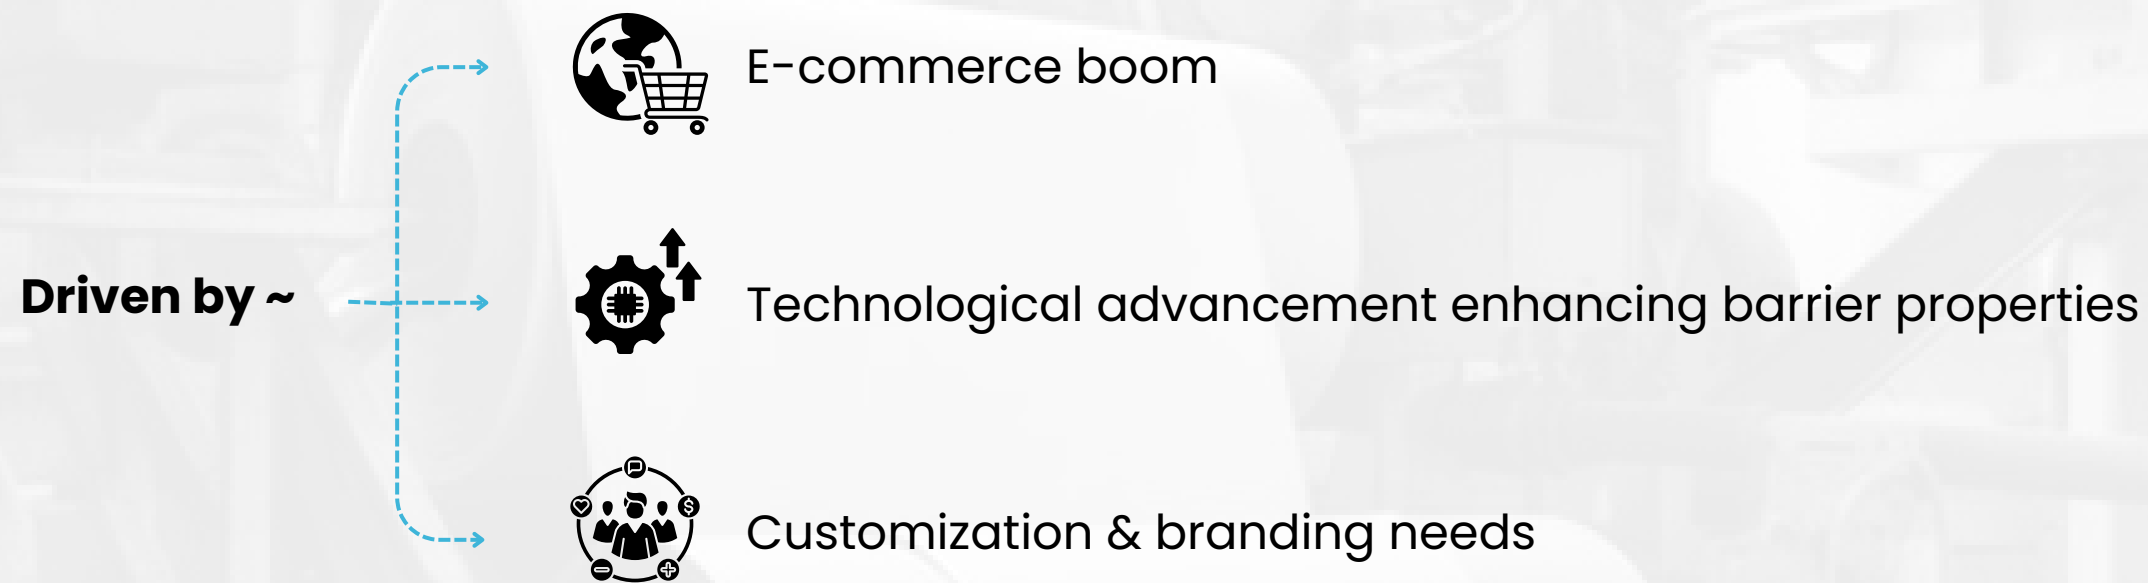 E-commerce boom
Driven by ~
Technological advancement enhancing barrier properties
Customization & branding needs